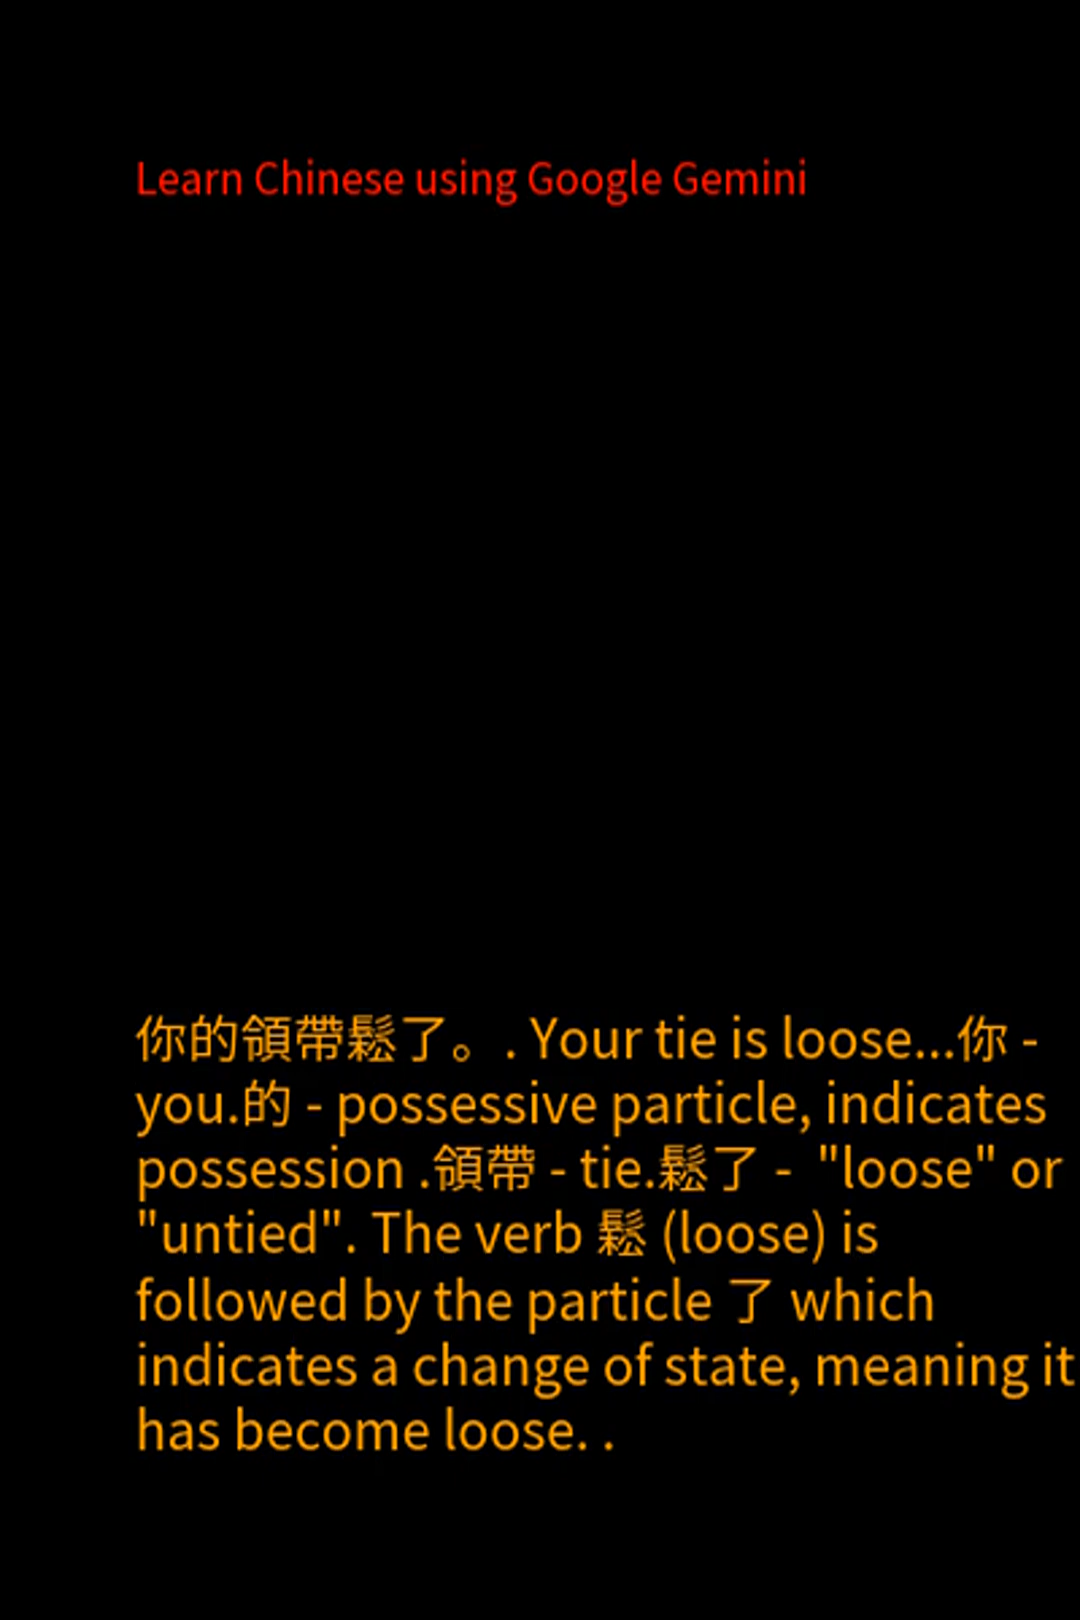 Learn Chinese using Google Gemini
你的領帶鬆了。. Your tie is loose...你 -
you.的 - possessive particle, indicates
possession .領帶 - tie.鬆了 -  "loose" or
"untied". The verb 鬆 (loose) is
followed by the particle 了 which
indicates a change of state, meaning it
has become loose. .